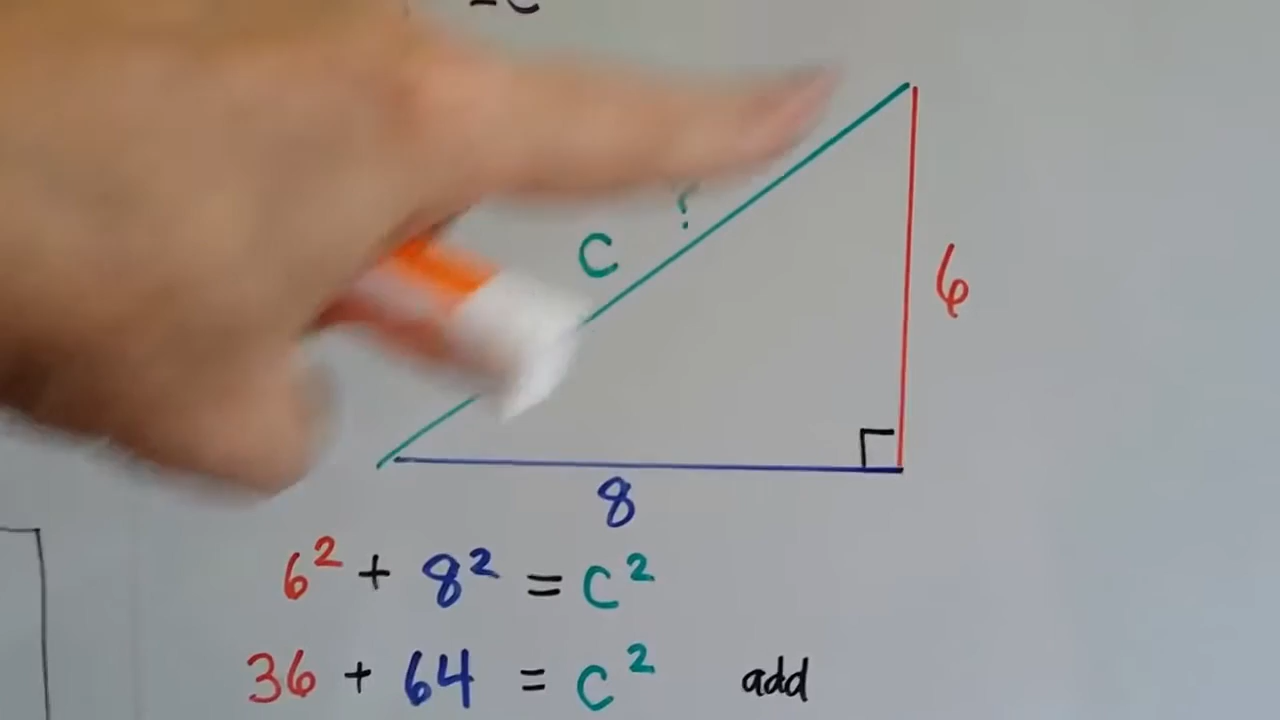 C ?
6
8
6² + 8² = C²
36 + 64 = C² add